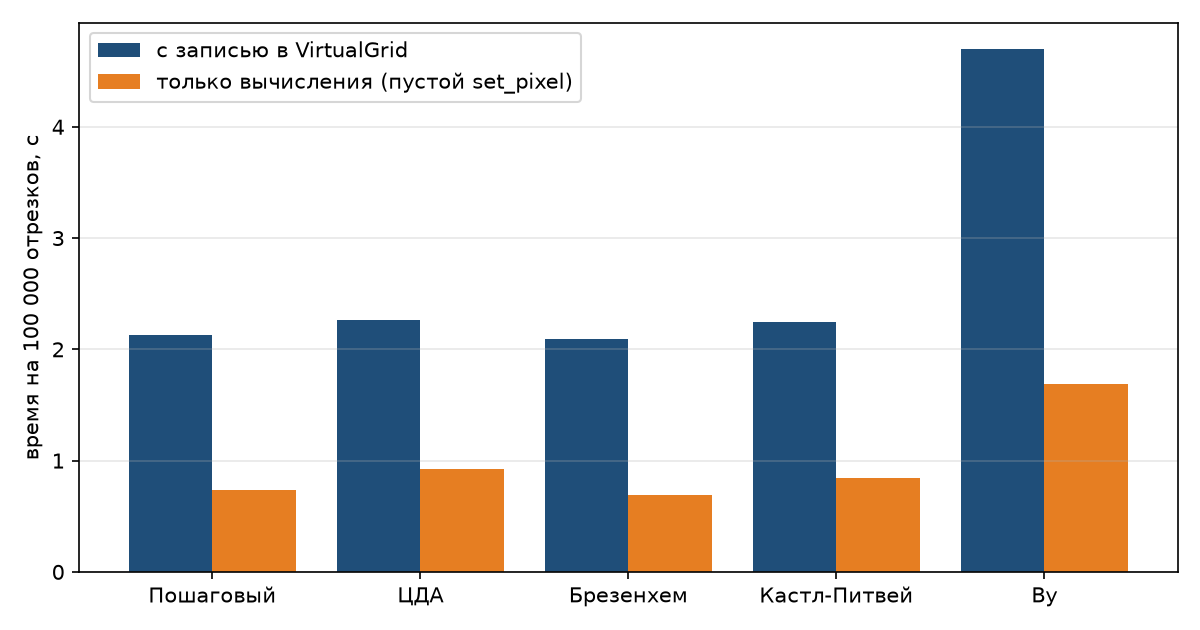 с записью в VirtualGrid
только вычисления (пустой set_pixel)
время на 100 000 отрезков, с
4
3
2
1
0
Пошаговый
ЦДА
Брезенхем
Кастл-Питвей
Ву